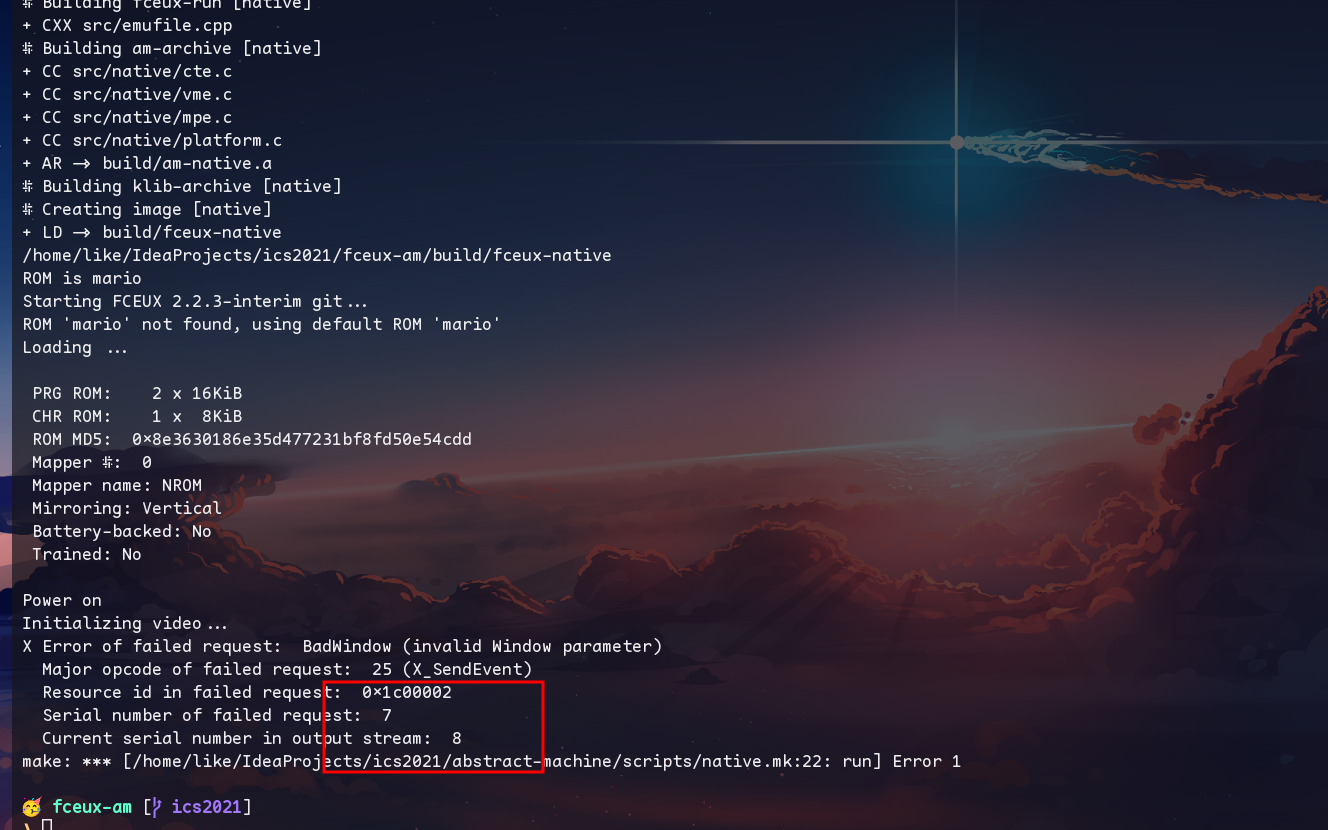 # Building fceux-run [native]
+ CXX src/emufile.cpp
# Building am-archive [native]
+ CC src/native/cte.c
+ CC src/native/vme.c
+ CC src/native/mpe.c
+ CC src/native/platform.c
+ AR → build/am-native.a
# Building klib-archive [native]
# Creating image [native]
+ LD → build/fceux-native
/home/like/IdeaProjects/ics2021/fceux-am/build/fceux-native
ROM is mario
Starting FCEUX 2.2.3-interim git...
ROM 'mario' not found, using default ROM 'mario'
Loading ...
PRG ROM:    2 x 16KiB
CHR ROM:    1 x  8KiB
ROM MD5:  0×8e3630186e35d477231bf8fd50e54cdd
Mapper #:  0
Mapper name: NROM
Mirroring: Vertical
Battery-backed: No
Trained: No
Power on
Initializing video...
X Error of failed request:  BadWindow (invalid Window parameter)
Major opcode of failed request:  25 (X_SendEvent)
Resource id in failed request:  0×1c00002
Serial number of failed request:  7
Current serial number in output stream:  8
make: *** [/home/like/IdeaProjects/ics2021/abstract-machine/scripts/native.mk:22: run] Error 1
🥳 fceux-am [ ics2021]